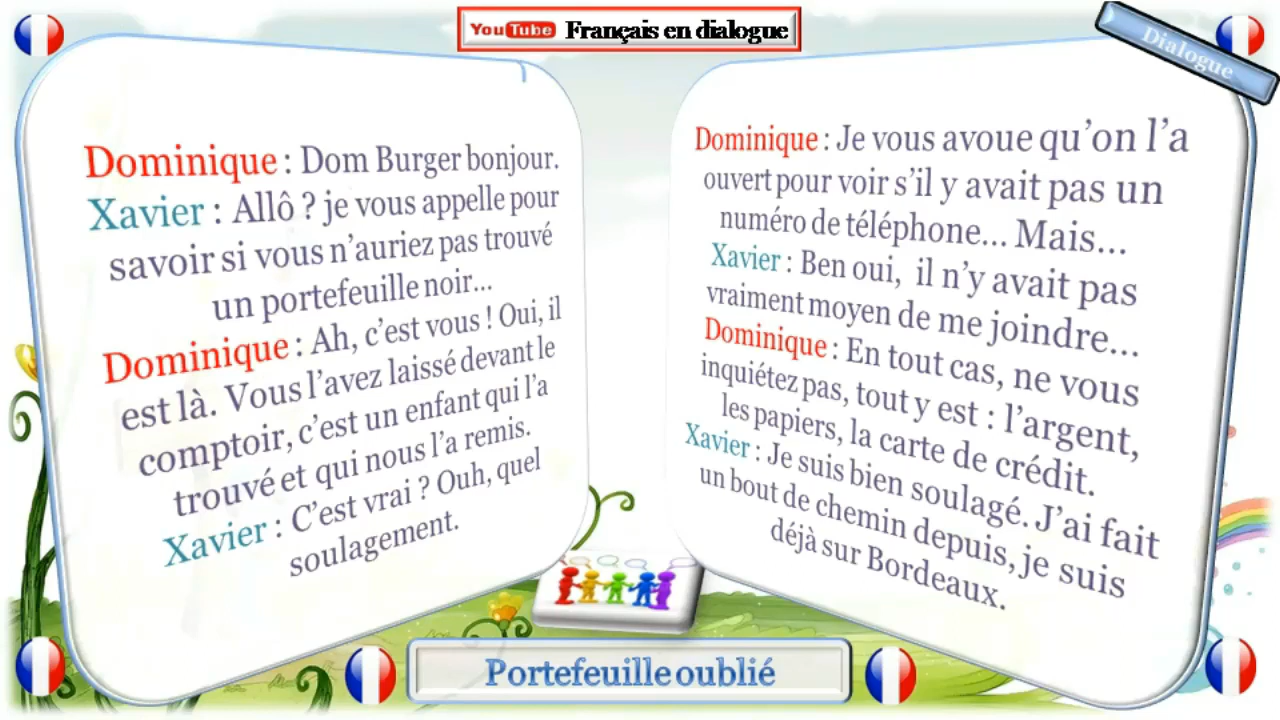 YouTube Français en dialogue
Dialogue
Dominique : Dom Burger bonjour.
Xavier : Allô ? je vous appelle pour
savoir si vous n'auriez pas trouvé
un portefeuille noir...
Dominique : Ah, c'est vous ! Oui, il
est là. Vous l'avez laissé devant le
comptoir, c'est un enfant qui l'a
trouvé et qui nous l'a remis.
Xavier : C'est vrai ? Ouh, quel
soulagement.
Dominique : Je vous avoue qu'on l'a
ouvert pour voir s'il y avait pas un
numéro de téléphone... Mais...
Xavier : Ben oui, il n'y avait pas
vraiment moyen de me joindre...
Dominique : En tout cas, ne vous
inquiétez pas, tout y est : l'argent,
les papiers, la carte de crédit.
Xavier : Je suis bien soulagé. J'ai fait
un bout de chemin depuis, je suis
déjà sur Bordeaux.
Portefeuille oublié